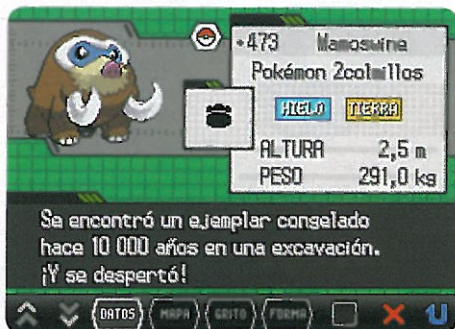 473 Mamoswine
Pokémon 2colmillos
HIELO TIERRA
ALTURA 2,5 m
PESO 291,0 kg
Se encontró un ejemplar congelado
hace 10 000 años en una excavación.
¡Y se despertó!
DATOS MAPA GRITO FORMA